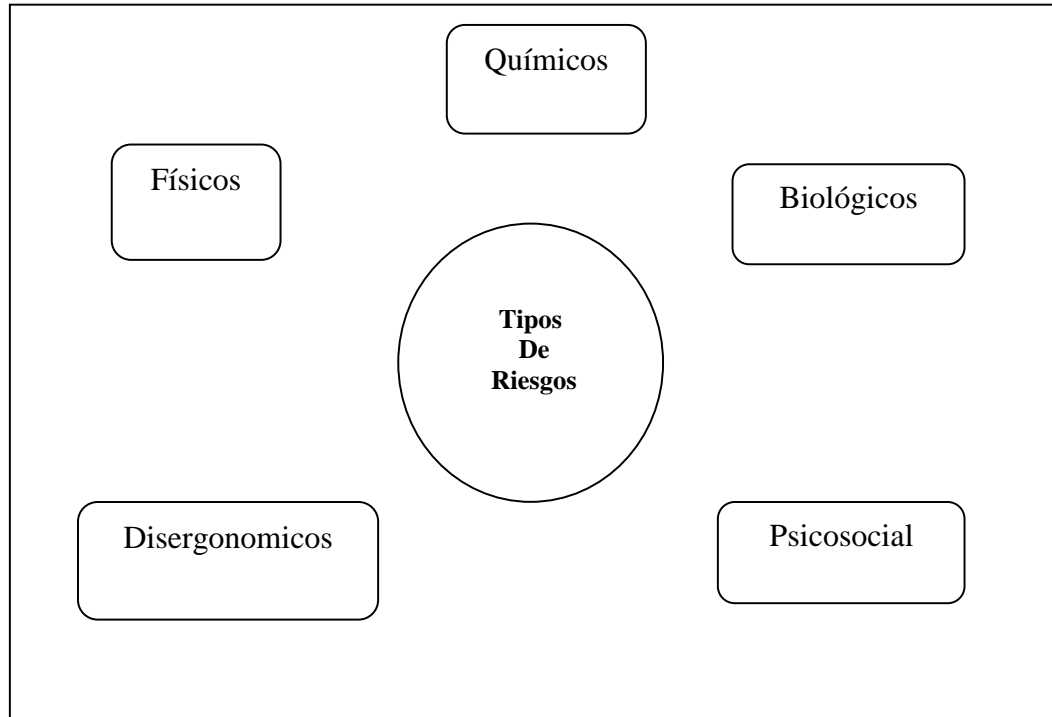 Químicos
Físicos
Biológicos
Tipos
De
Riesgos
Disergonomicos
Psicosocial